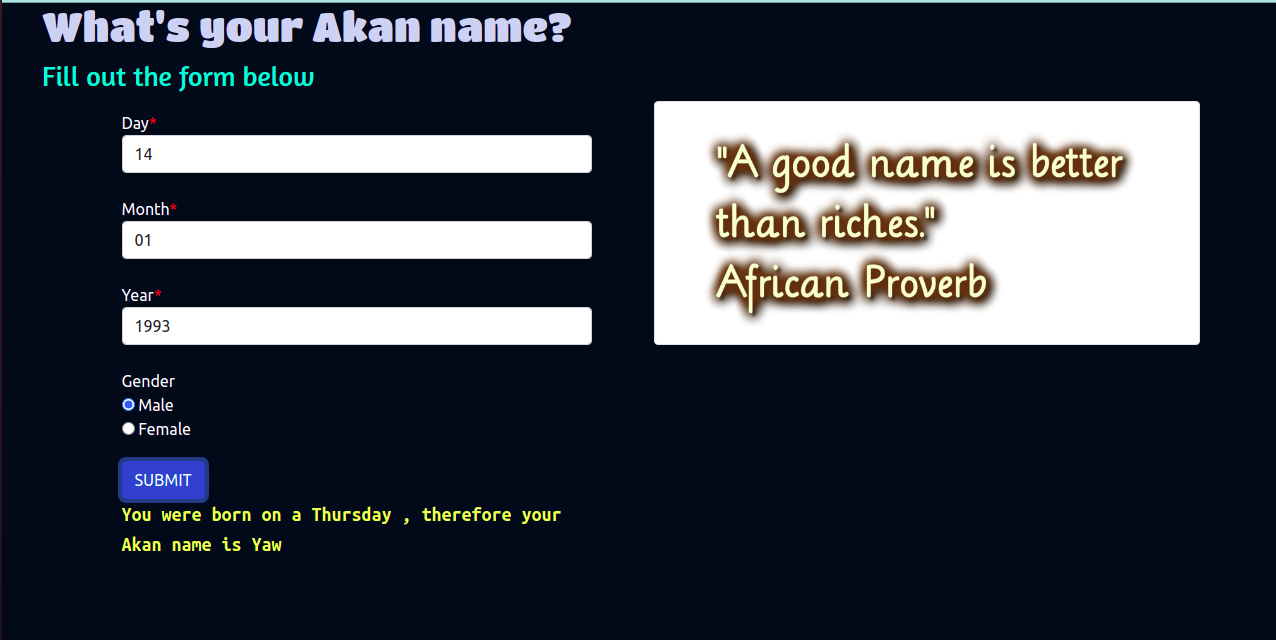 What's your Akan name?
Fill out the form below
Day*
14
Month*
01
Year*
1993
Gender
Male
Female
SUBMIT
You were born on a Thursday , therefore your
Akan name is Yaw
"A good name is better
than riches."
African Proverb